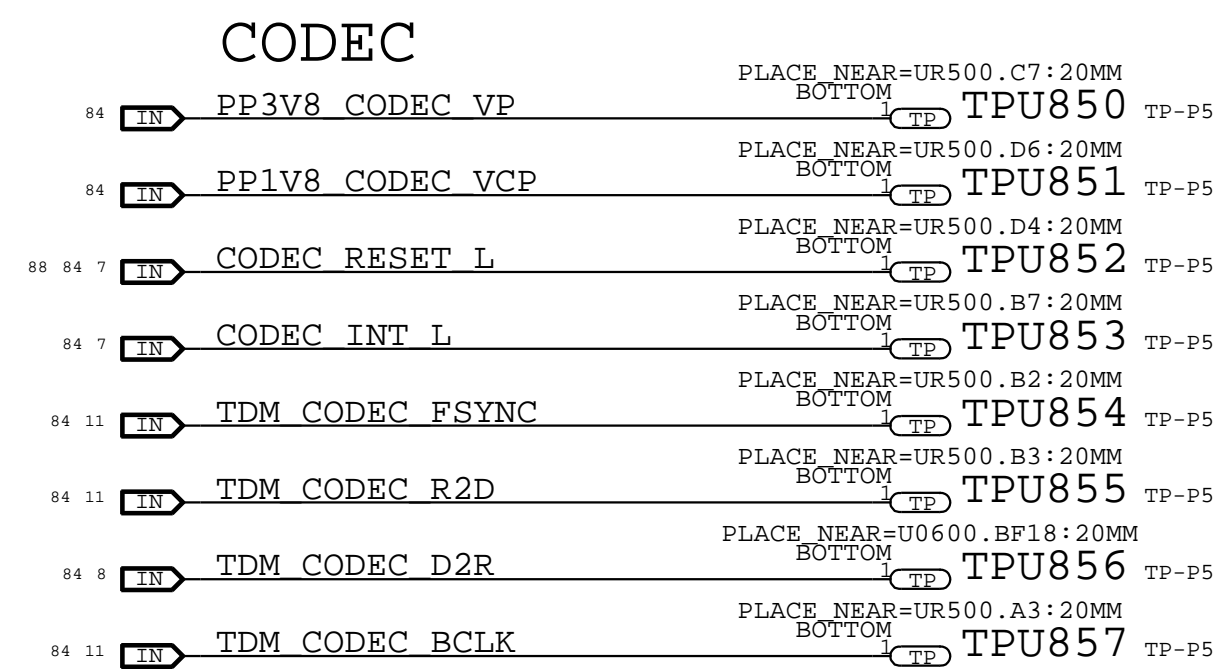 CODEC
PLACE_NEAR=UR500.C7:20MM
BOTTOM
84 IN PP3V8_CODEC_VP 1 TP TPU850 TP-P5
PLACE_NEAR=UR500.D6:20MM
BOTTOM
84 IN PP1V8_CODEC_VCP 1 TP TPU851 TP-P5
PLACE_NEAR=UR500.D4:20MM
BOTTOM
88 84 7 IN CODEC_RESET_L 1 TP TPU852 TP-P5
PLACE_NEAR=UR500.B7:20MM
BOTTOM
84 7 IN CODEC_INT_L 1 TP TPU853 TP-P5
PLACE_NEAR=UR500.B2:20MM
BOTTOM
84 11 IN TDM_CODEC_FSYNC 1 TP TPU854 TP-P5
PLACE_NEAR=UR500.B3:20MM
BOTTOM
84 11 IN TDM_CODEC_R2D 1 TP TPU855 TP-P5
PLACE_NEAR=U0600.BF18:20MM
BOTTOM
84 8 IN TDM_CODEC_D2R 1 TP TPU856 TP-P5
PLACE_NEAR=UR500.A3:20MM
BOTTOM
84 11 IN TDM_CODEC_BCLK 1 TP TPU857 TP-P5